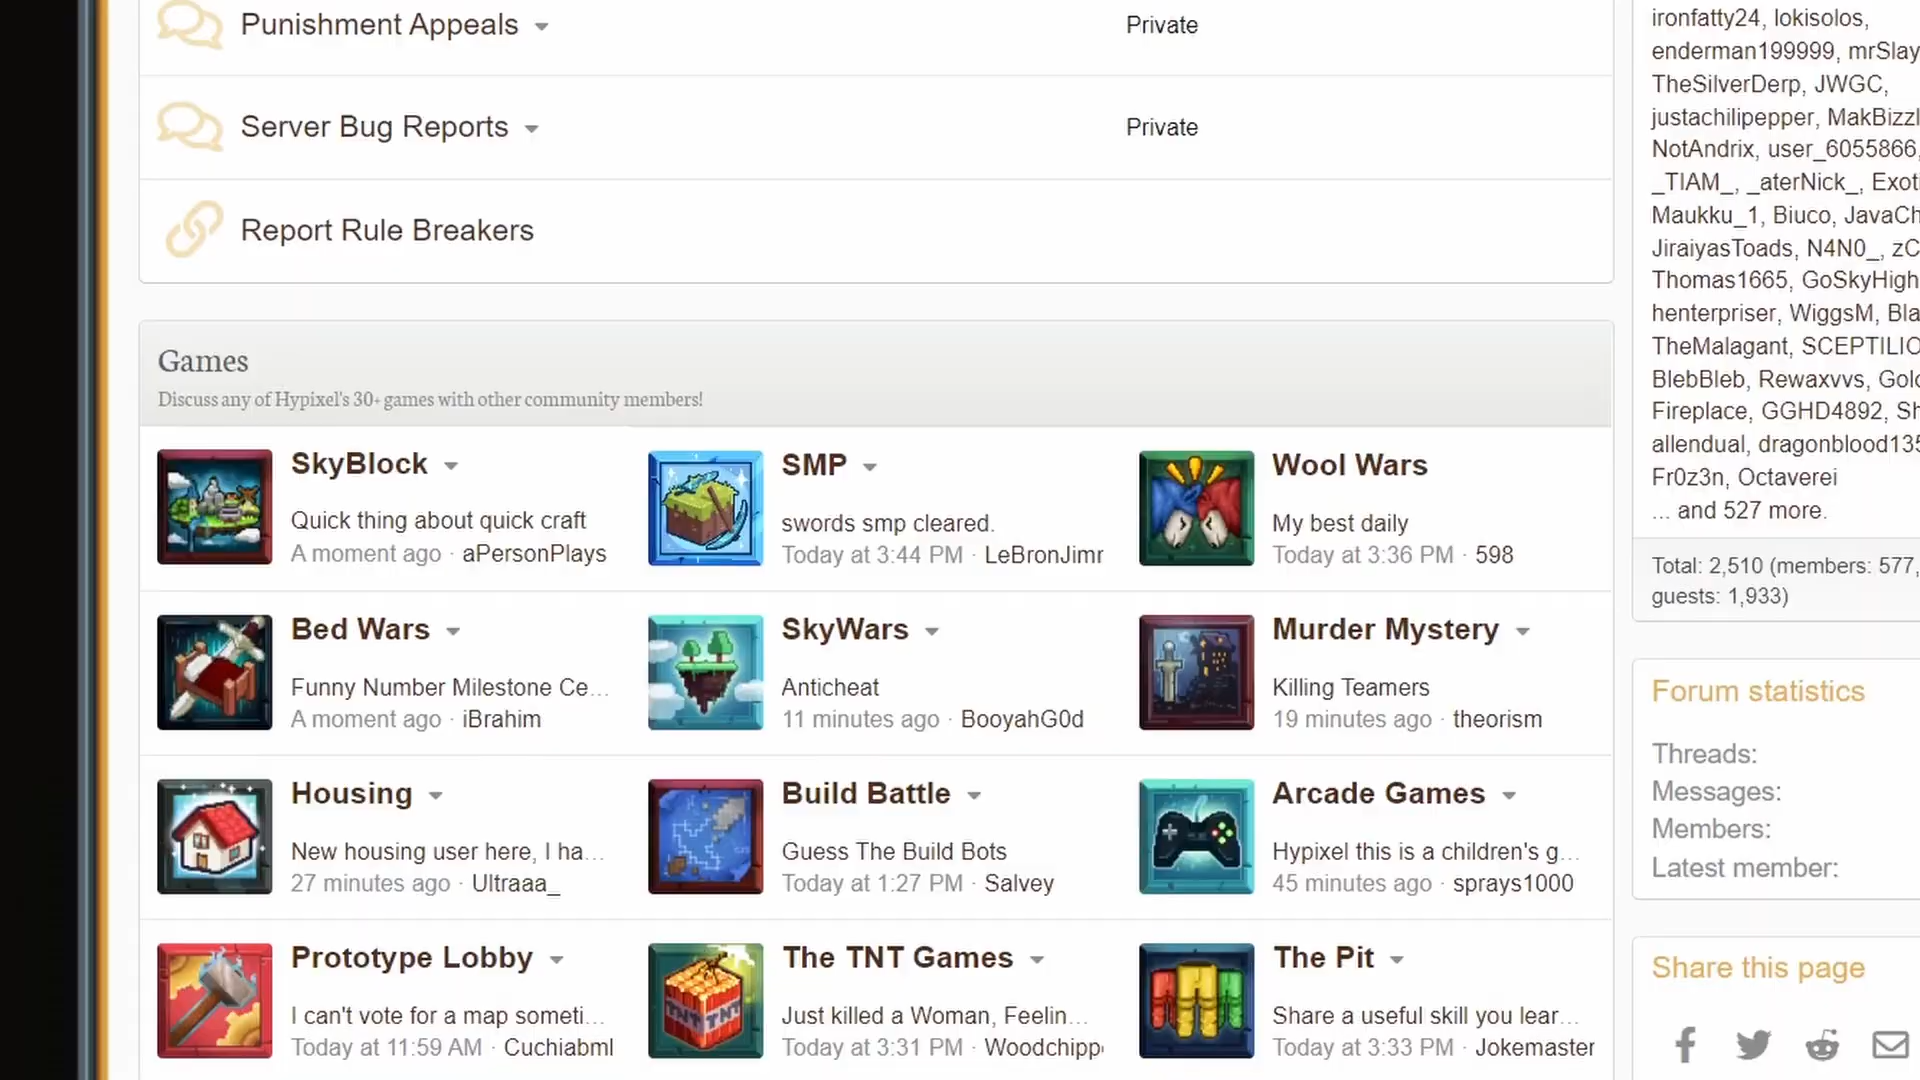 Punishment Appeals
Private
Server Bug Reports
Private
Report Rule Breakers
Games
Discuss any of Hypixel's 30+ games with other community members!
SkyBlock
Quick thing about quick craft
A moment ago · aPersonPlays
SMP
swords smp cleared.
Today at 3:44 PM · LeBronJimr
Wool Wars
My best daily
Today at 3:36 PM · 598
Bed Wars
Funny Number Milestone Ce...
A moment ago · iBrahim
SkyWars
Anticheat
11 minutes ago · BooyahG0d
Murder Mystery
Killing Teamers
19 minutes ago · theorism
Housing
New housing user here, I ha...
27 minutes ago · Ultraaa_
Build Battle
Guess The Build Bots
Today at 1:27 PM · Salvey
Arcade Games
Hypixel this is a children's g...
45 minutes ago · sprays1000
Prototype Lobby
I can't vote for a map someti...
Today at 11:59 AM · Cuchiabml
The TNT Games
TNT TNT
Just killed a Woman, Feelin...
Today at 3:31 PM · Woodchipp
The Pit
Share a useful skill you lear...
Today at 3:33 PM · Jokemaster
ironfatty24, lokisolos,
enderman199999, mrSlay
TheSilverDerp, JWGC,
justachilipepper, MakBizzl
NotAndrix, user_6055866,
_TIAM_, _aterNick_, Exoti
Maukku_1, Biuco, JavaCh
JiraiyasToads, N4N0_, zC
Thomas1665, GoSkyHigh
henterpriser, WiggsM, Bla
TheMalagant, SCEPTILIO
BlebBleb, Rewaxvvs, Gold
Fireplace, GGHD4892, Sh
allendual, dragonblood135
Fr0z3n, Octaverei
... and 527 more.
Total: 2,510 (members: 577,
guests: 1,933)
Forum statistics
Threads:
Messages:
Members:
Latest member:
Share this page